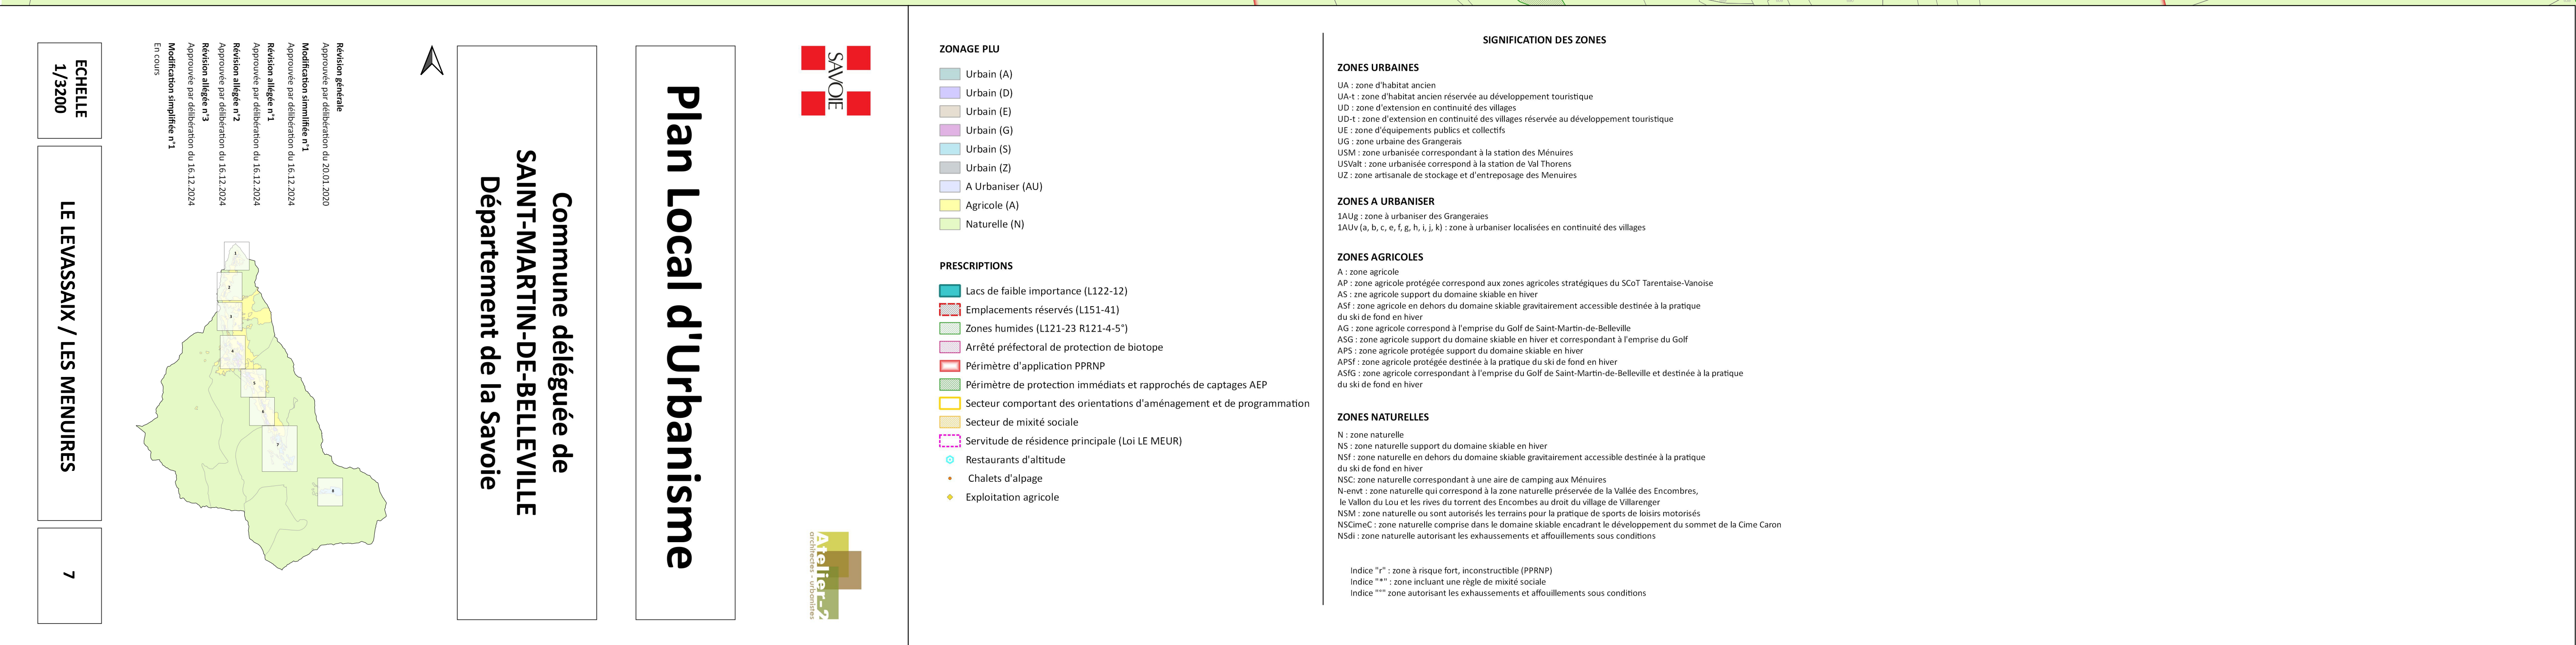 SAVOIE
Plan Local d'Urbanisme
Commune déléguée de
SAINT-MARTIN-DE-BELLEVILLE
Département de la Savoie
Atelier-2
architectes - urbanistes
Révision générale
Approuvée par délibération du 20.01.2020
Modification simmlifiée n°1
Approuvée par délibération du 16.12.2024
Révision allégée n°1
Approuvée par délibération du 16.12.2024
Révision allégée n°2
Approuvée par délibération du 16.12.2024
Révision allégée n°3
Approuvée par délibération du 16.12.2024
Modification simplifiée n°1
En cours
1
2
3
4
5
6
7
8
ECHELLE
1/3200
LE LEVASSAIX / LES MENUIRES
7
ZONAGE PLU
Urbain (A)
Urbain (D)
Urbain (E)
Urbain (G)
Urbain (S)
Urbain (Z)
A Urbaniser (AU)
Agricole (A)
Naturelle (N)
PRESCRIPTIONS
Lacs de faible importance (L122-12)
Emplacements réservés (L151-41)
Zones humides (L121-23 R121-4-5°)
Arrêté préfectoral de protection de biotope
Périmètre d'application PPRNP
Périmètre de protection immédiats et rapprochés de captages AEP
Secteur comportant des orientations d'aménagement et de programmation
Secteur de mixité sociale
Servitude de résidence principale (Loi LE MEUR)
Restaurants d'altitude
Chalets d'alpage
Exploitation agricole
SIGNIFICATION DES ZONES
ZONES URBAINES
UA : zone d'habitat ancien
UA-t : zone d'habitat ancien réservée au développement touristique
UD : zone d'extension en continuité des villages
UD-t : zone d'extension en continuité des villages réservée au développement touristique
UE : zone d'équipements publics et collectifs
UG : zone urbaine des Grangerais
USM : zone urbanisée correspondant à la station des Ménuires
USValt : zone urbanisée correspond à la station de Val Thorens
UZ : zone artisanale de stockage et d'entreposage des Menuires
ZONES A URBANISER
1AUg : zone à urbaniser des Grangeraies
1AUv (a, b, c, e, f, g, h, i, j, k) : zone à urbaniser localisées en continuité des villages
ZONES AGRICOLES
A : zone agricole
AP : zone agricole protégée correspond aux zones agricoles stratégiques du SCoT Tarentaise-Vanoise
AS : zne agricole support du domaine skiable en hiver
ASf : zone agricole en dehors du domaine skiable gravitairement accessible destinée à la pratique
du ski de fond en hiver
AG : zone agricole correspond à l'emprise du Golf de Saint-Martin-de-Belleville
ASG : zone agricole support du domaine skiable en hiver et correspondant à l'emprise du Golf
APS : zone agricole protégée support du domaine skiable en hiver
APSf : zone agricole protégée destinée à la pratique du ski de fond en hiver
ASfG : zone agricole correspondant à l'emprise du Golf de Saint-Martin-de-Belleville et destinée à la pratique
du ski de fond en hiver
ZONES NATURELLES
N : zone naturelle
NS : zone naturelle support du domaine skiable en hiver
NSf : zone naturelle en dehors du domaine skiable gravitairement accessible destinée à la pratique
du ski de fond en hiver
NSC: zone naturelle correspondant à une aire de camping aux Ménuires
N-envt : zone naturelle qui correspond à la zone naturelle préservée de la Vallée des Encombres,
le Vallon du Lou et les rives du torrent des Encombes au droit du village de Villarenger
NSM : zone naturelle ou sont autorisés les terrains pour la pratique de sports de loisirs motorisés
NSCimeC : zone naturelle comprise dans le domaine skiable encadrant le développement du sommet de la Cime Caron
NSdi : zone naturelle autorisant les exhaussements et affouillements sous conditions
Indice "r" : zone à risque fort, inconstructible (PPRNP)
Indice "*" : zone incluant une règle de mixité sociale
Indice "°" zone autorisant les exhaussements et affouillements sous conditions